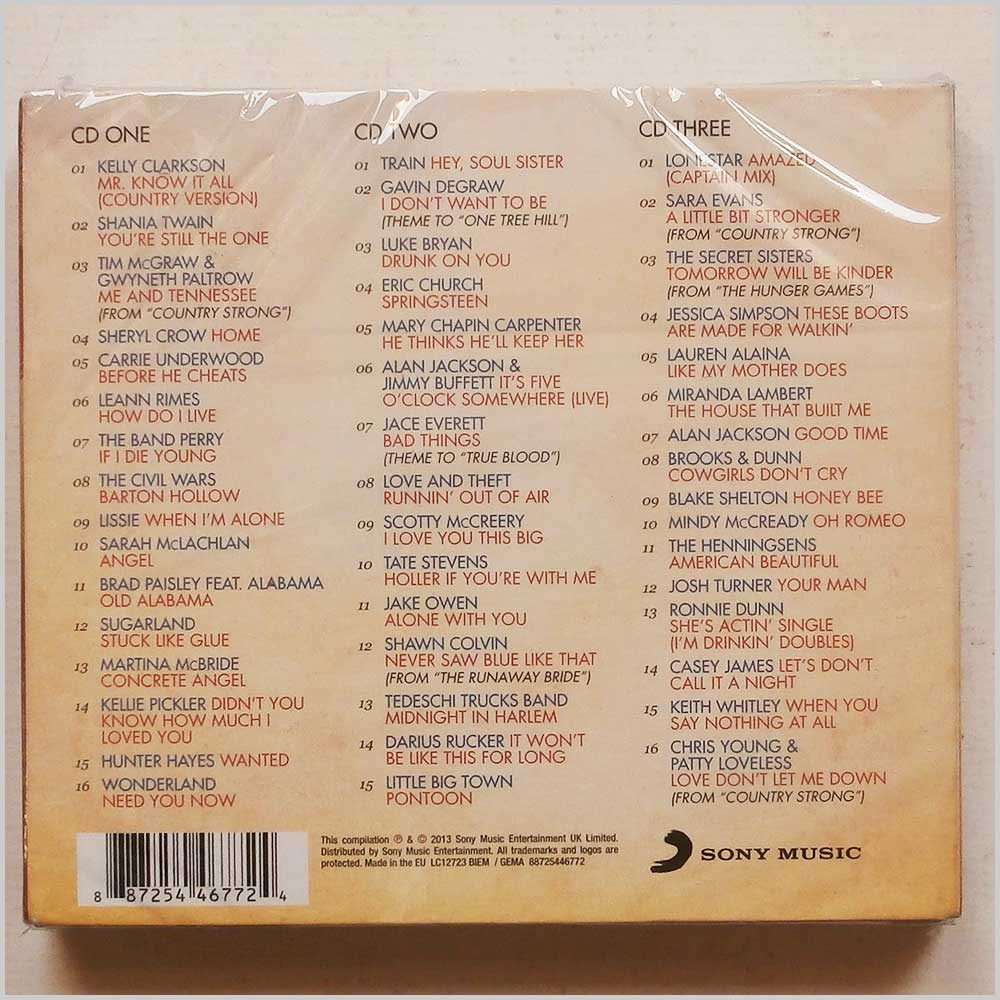 CD ONE
01 KELLY CLARKSON
MR. KNOW IT ALL
(COUNTRY VERSION)
02 SHANIA TWAIN
YOU'RE STILL THE ONE
03 TIM McGRAW &
GWYNETH PALTROW
ME AND TENNESSEE
(FROM "COUNTRY STRONG")
04 SHERYL CROW HOME
05 CARRIE UNDERWOOD
BEFORE HE CHEATS
06 LEANN RIMES
HOW DO I LIVE
07 THE BAND PERRY
IF I DIE YOUNG
08 THE CIVIL WARS
BARTON HOLLOW
09 LISSIE WHEN I'M ALONE
10 SARAH McLACHLAN
ANGEL
11 BRAD PAISLEY FEAT. ALABAMA
OLD ALABAMA
12 SUGARLAND
STUCK LIKE GLUE
13 MARTINA McBRIDE
CONCRETE ANGEL
14 KELLIE PICKLER DIDN'T YOU
KNOW HOW MUCH I
LOVED YOU
15 HUNTER HAYES WANTED
16 WONDERLAND
NEED YOU NOW
CD TWO
01 TRAIN HEY, SOUL SISTER
02 GAVIN DEGRAW
I DON'T WANT TO BE
(THEME TO "ONE TREE HILL")
03 LUKE BRYAN
DRUNK ON YOU
04 ERIC CHURCH
SPRINGSTEEN
05 MARY CHAPIN CARPENTER
HE THINKS HE'LL KEEP HER
06 ALAN JACKSON &
JIMMY BUFFETT IT'S FIVE
O'CLOCK SOMEWHERE (LIVE)
07 JACE EVERETT
BAD THINGS
(THEME TO "TRUE BLOOD")
08 LOVE AND THEFT
RUNNIN' OUT OF AIR
09 SCOTTY McCREERY
I LOVE YOU THIS BIG
10 TATE STEVENS
HOLLER IF YOU'RE WITH ME
11 JAKE OWEN
ALONE WITH YOU
12 SHAWN COLVIN
NEVER SAW BLUE LIKE THAT
(FROM "THE RUNAWAY BRIDE")
13 TEDESCHI TRUCKS BAND
MIDNIGHT IN HARLEM
14 DARIUS RUCKER IT WON'T
BE LIKE THIS FOR LONG
15 LITTLE BIG TOWN
PONTOON
CD THREE
01 LONESTAR AMAZED
(CAPTAIN MIX)
02 SARA EVANS
A LITTLE BIT STRONGER
(FROM "COUNTRY STRONG")
03 THE SECRET SISTERS
TOMORROW WILL BE KINDER
(FROM "THE HUNGER GAMES")
04 JESSICA SIMPSON THESE BOOTS
ARE MADE FOR WALKIN'
05 LAUREN ALAINA
LIKE MY MOTHER DOES
06 MIRANDA LAMBERT
THE HOUSE THAT BUILT ME
07 ALAN JACKSON GOOD TIME
08 BROOKS & DUNN
COWGIRLS DON'T CRY
09 BLAKE SHELTON HONEY BEE
10 MINDY McCREADY OH ROMEO
11 THE HENNINGSENS
AMERICAN BEAUTIFUL
12 JOSH TURNER YOUR MAN
13 RONNIE DUNN
SHE'S ACTIN' SINGLE
(I'M DRINKIN' DOUBLES)
14 CASEY JAMES LET'S DON'T
CALL IT A NIGHT
15 KEITH WHITLEY WHEN YOU
SAY NOTHING AT ALL
16 CHRIS YOUNG &
PATTY LOVELESS
LOVE DON'T LET ME DOWN
(FROM "COUNTRY STRONG")
8 87254 46772 4
This compilation ℗ & © 2013 Sony Music Entertainment UK Limited.
Distributed by Sony Music Entertainment. All trademarks and logos are
protected. Made in the EU LC12723 BIEM / GEMA 88725446772
SONY MUSIC